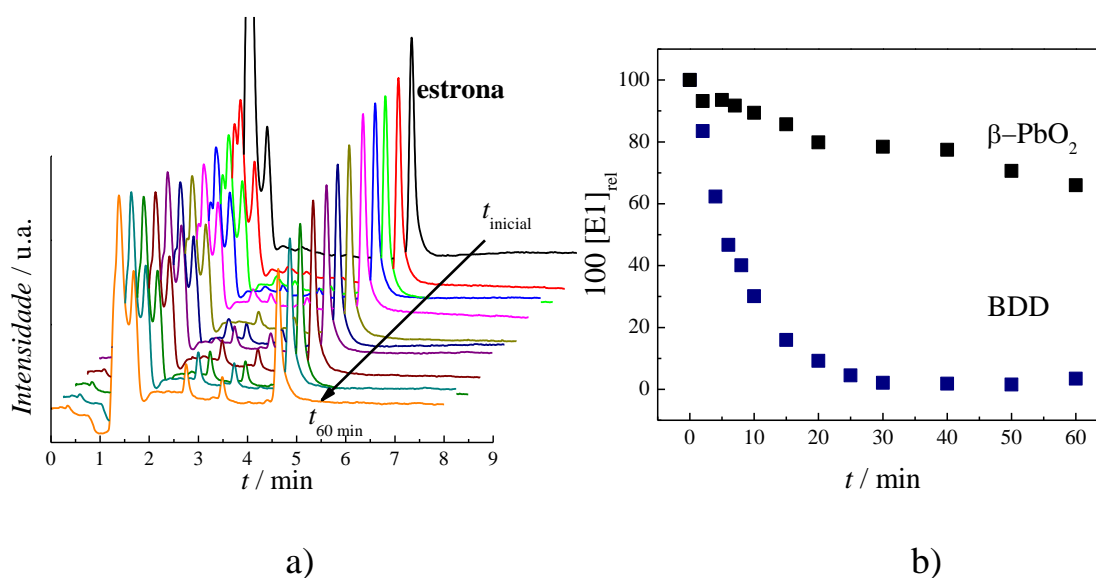 estrona
t inicial
t 60 min
Intensidade / u.a.
0 1 2 3 4 5 6 7 8 9
t / min
a)
100
80
60
40
20
0
100 [E1]rel
β–PbO2
BDD
0 10 20 30 40 50 60
t / min
b)